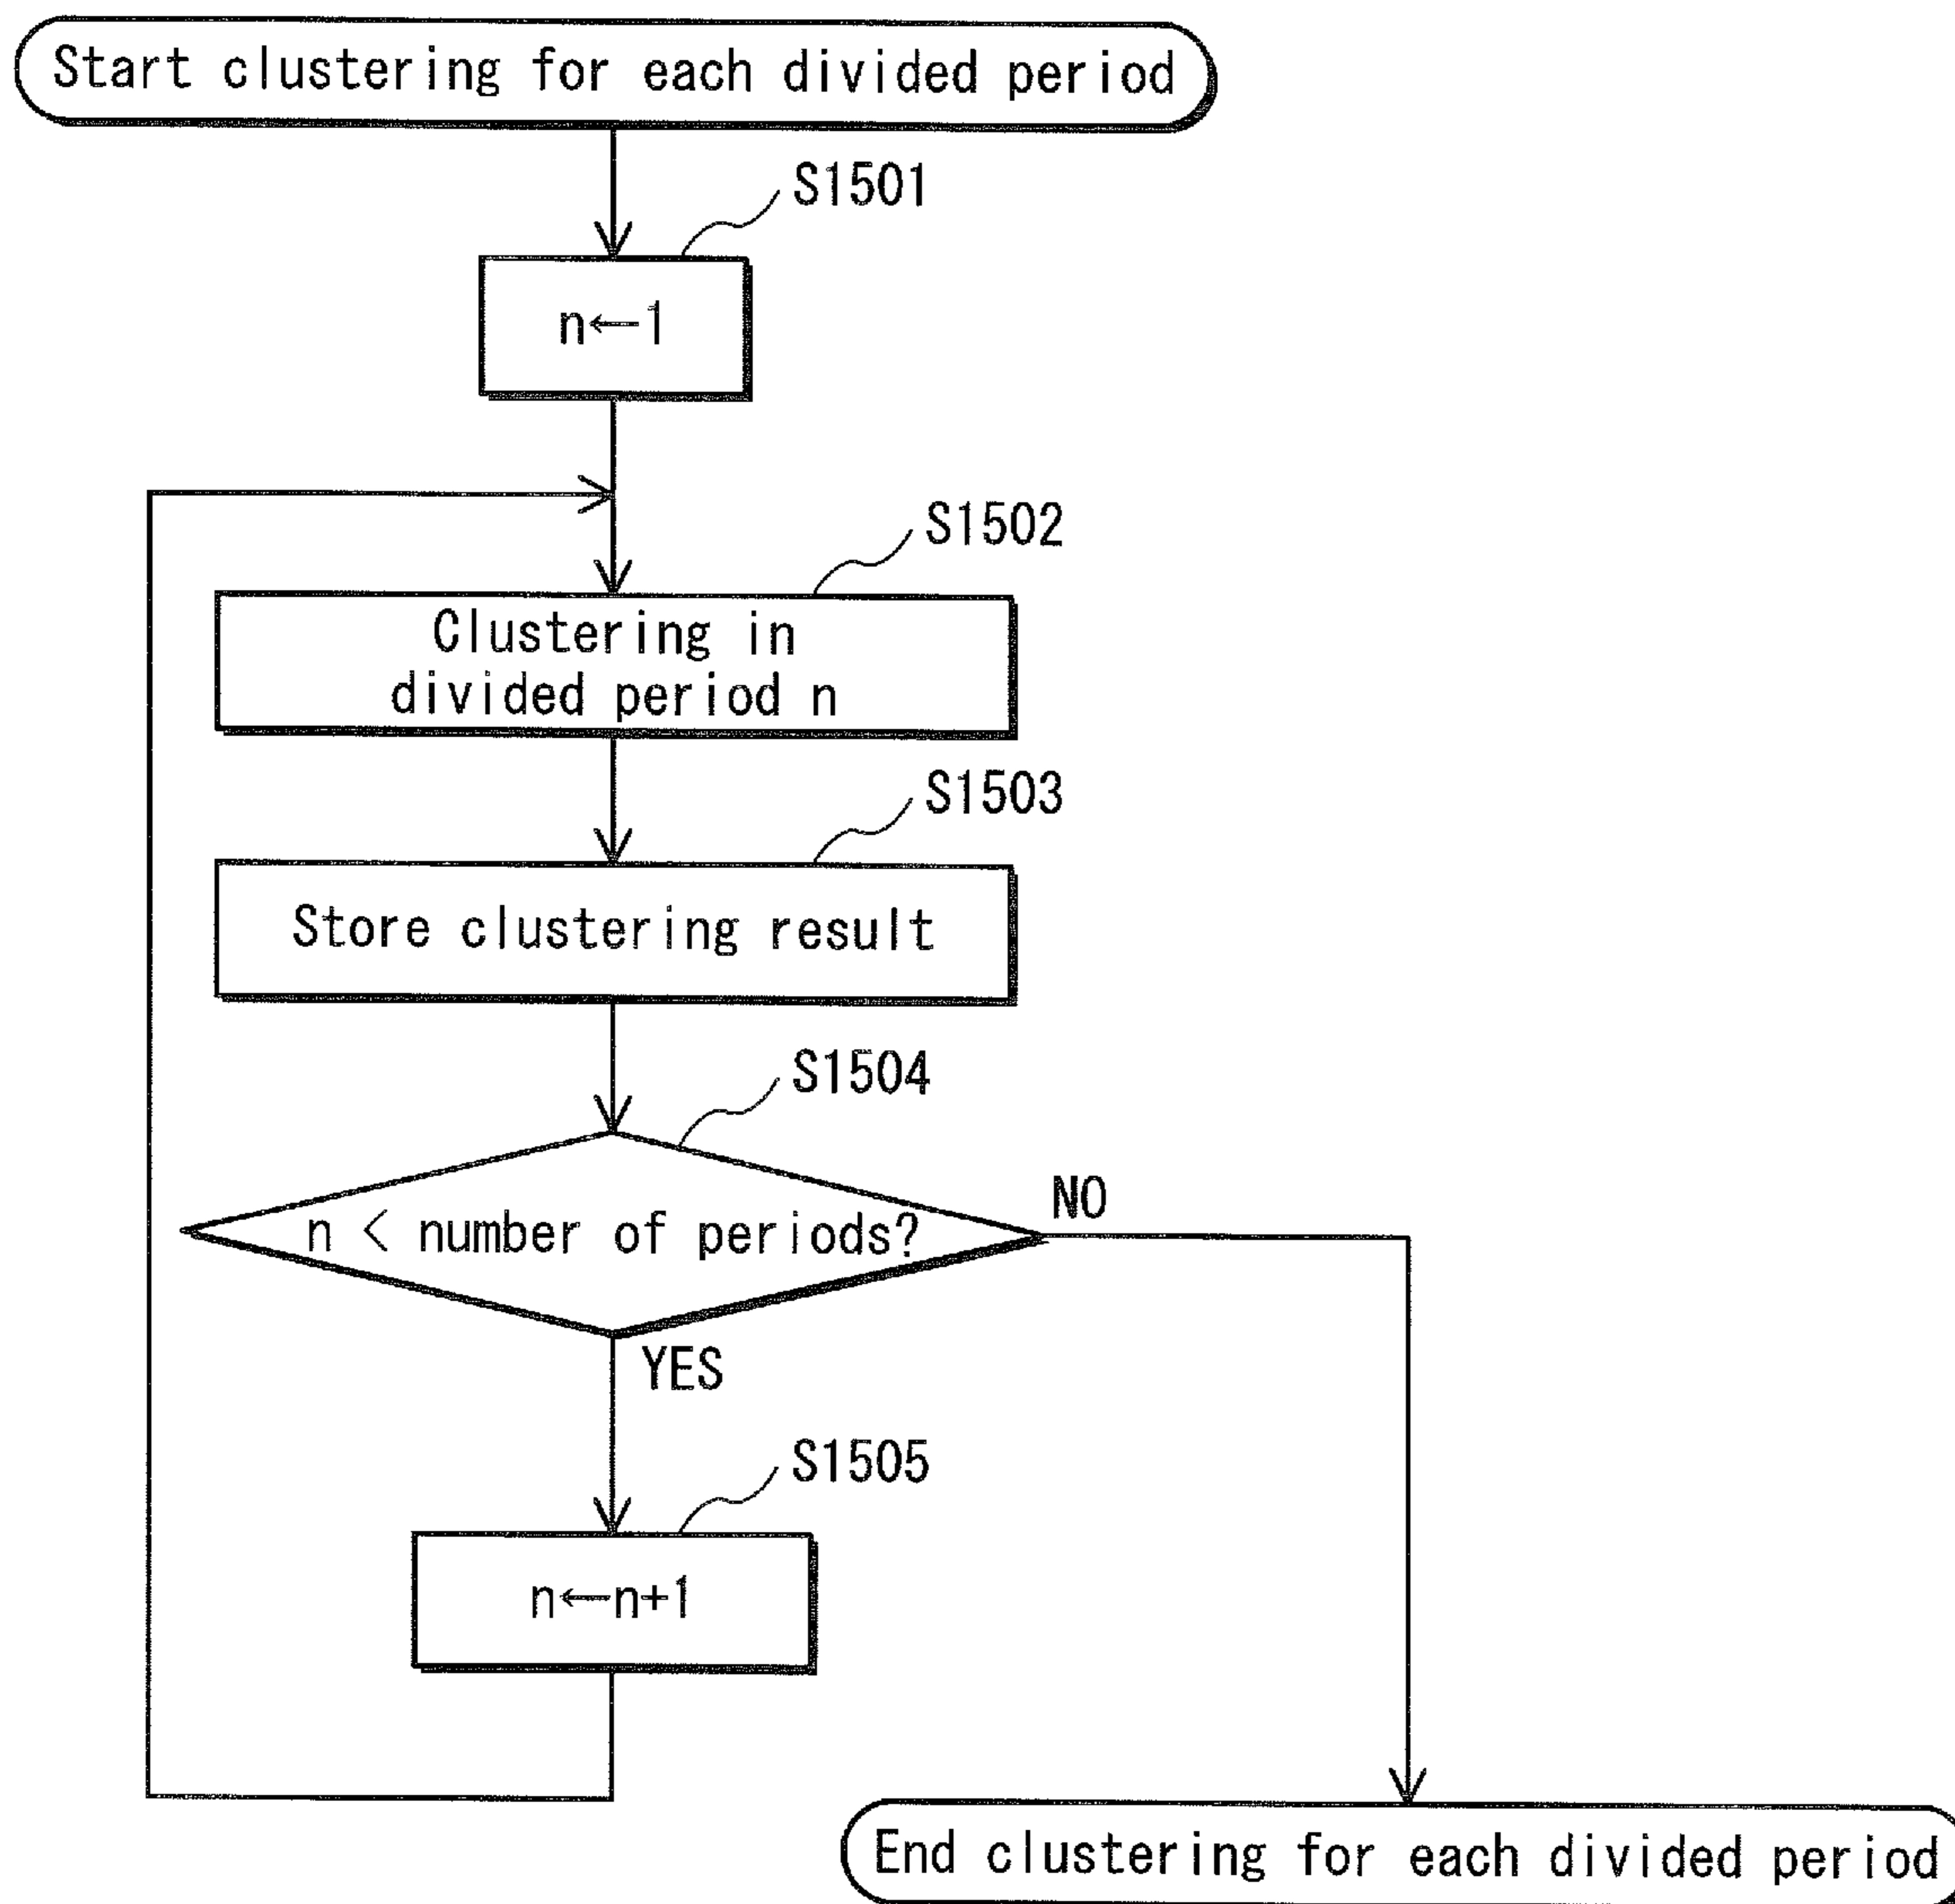 Start clustering for each divided period
S1501
n←1
S1502
Clustering in
divided period n
S1503
Store clustering result
S1504
n < number of periods?
NO
YES
S1505
n←n+1
End clustering for each divided period